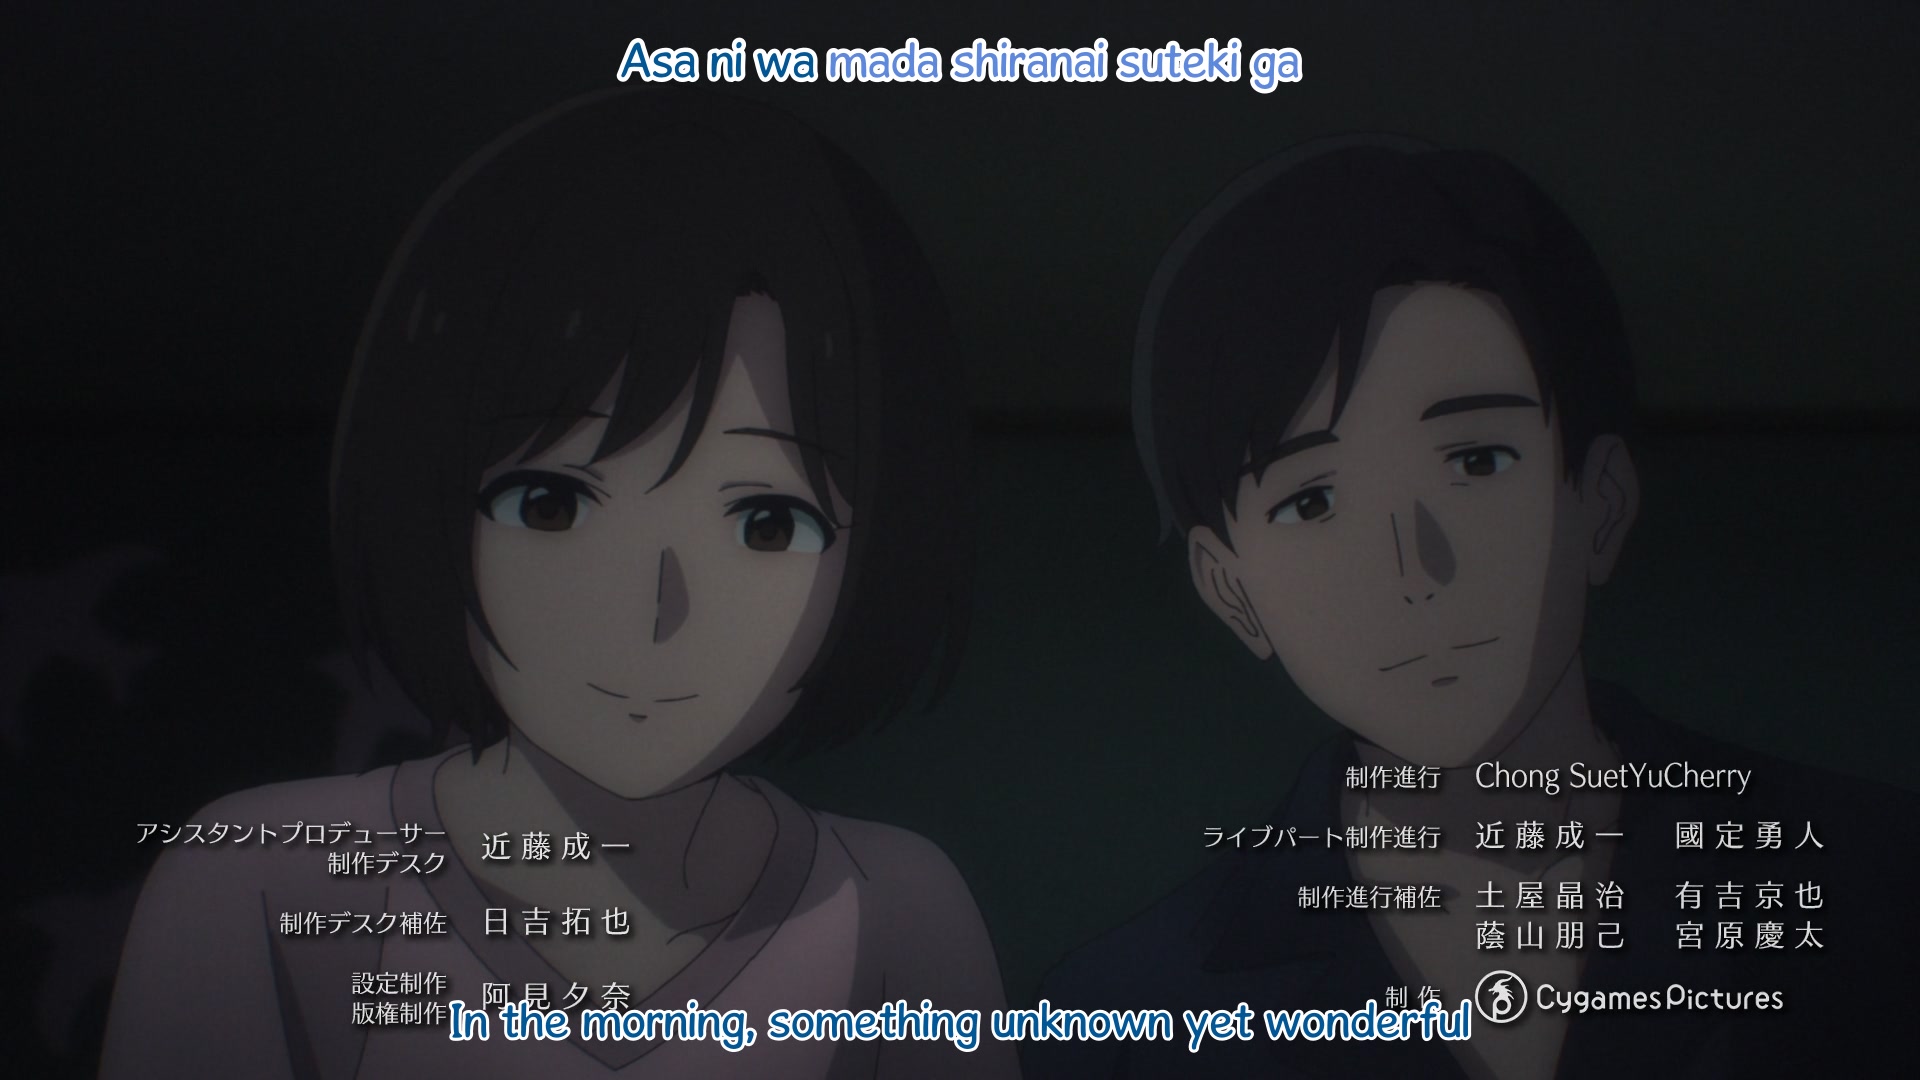 Asa ni wa mada shiranai suteki ga
アシスタントプロデューサー
制作デスク 近藤成一
制作デスク補佐 日吉拓也
設定制作
版権制作 阿見夕奈
制作進行 Chong SuetYuCherry
ライブパート制作進行 近藤成一 國定勇人
制作進行補佐 土屋晶治 有吉京也
蔭山朋己 宮原慶太
制作 CygamesPictures
In the morning, something unknown yet wonderful